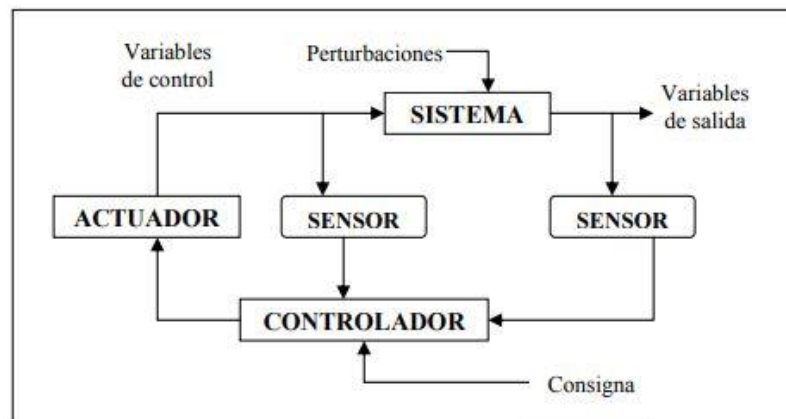 Variables
de control
Perturbaciones
SISTEMA
Variables
de salida
ACTUADOR
SENSOR
SENSOR
CONTROLADOR
Consigna